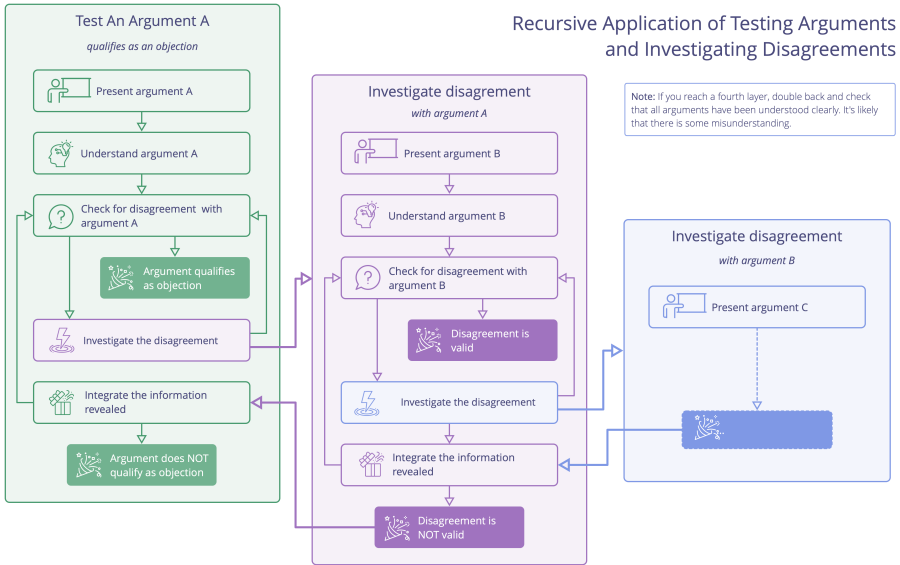 Recursive Application of Testing Arguments
and Investigating Disagreements
Note: If you reach a fourth layer, double back and check
that all arguments have been understood clearly. It's likely
that there is some misunderstanding.
Test An Argument A
qualifies as an objection
Present argument A
Understand argument A
Check for disagreement with
argument A
Argument qualifies
as objection
Investigate the disagreement
Integrate the information
revealed
Argument does NOT
qualify as objection
Investigate disagrement
with argument A
Present argument B
Understand argument B
Check for disagreement with
argument B
Disagreement is
valid
Investigate the disagreement
Integrate the information
revealed
Disagreement is
NOT valid
Investigate disagreement
with argument B
Present argument C